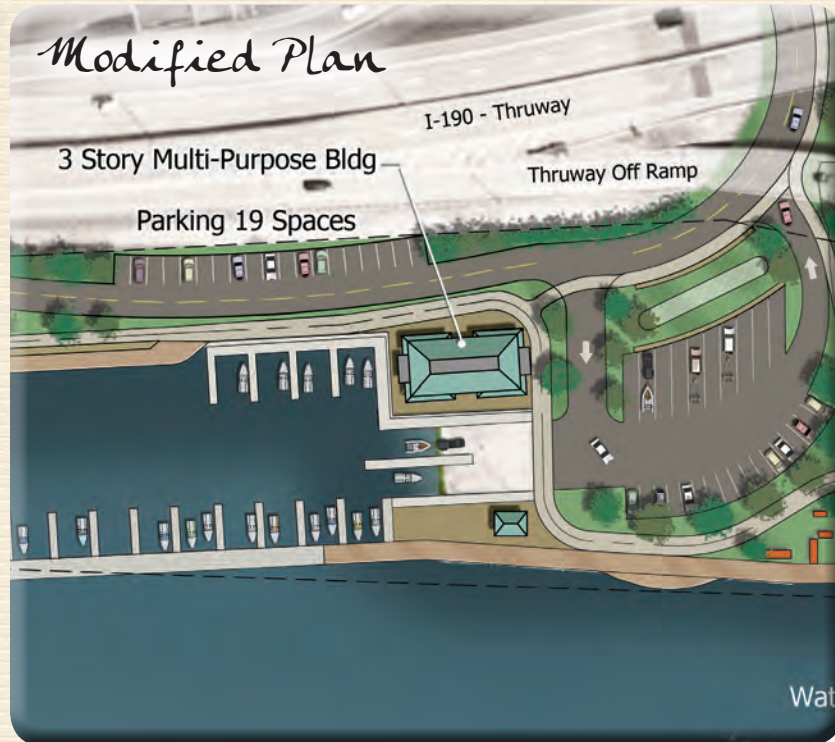 Modified Plan
I-190 - Thruway
3 Story Multi-Purpose Bldg
Thruway Off Ramp
Parking 19 Spaces